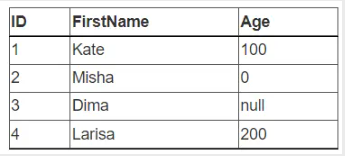 ID FirstName Age
1 Kate 100
2 Misha 0
3 Dima null
4 Larisa 200